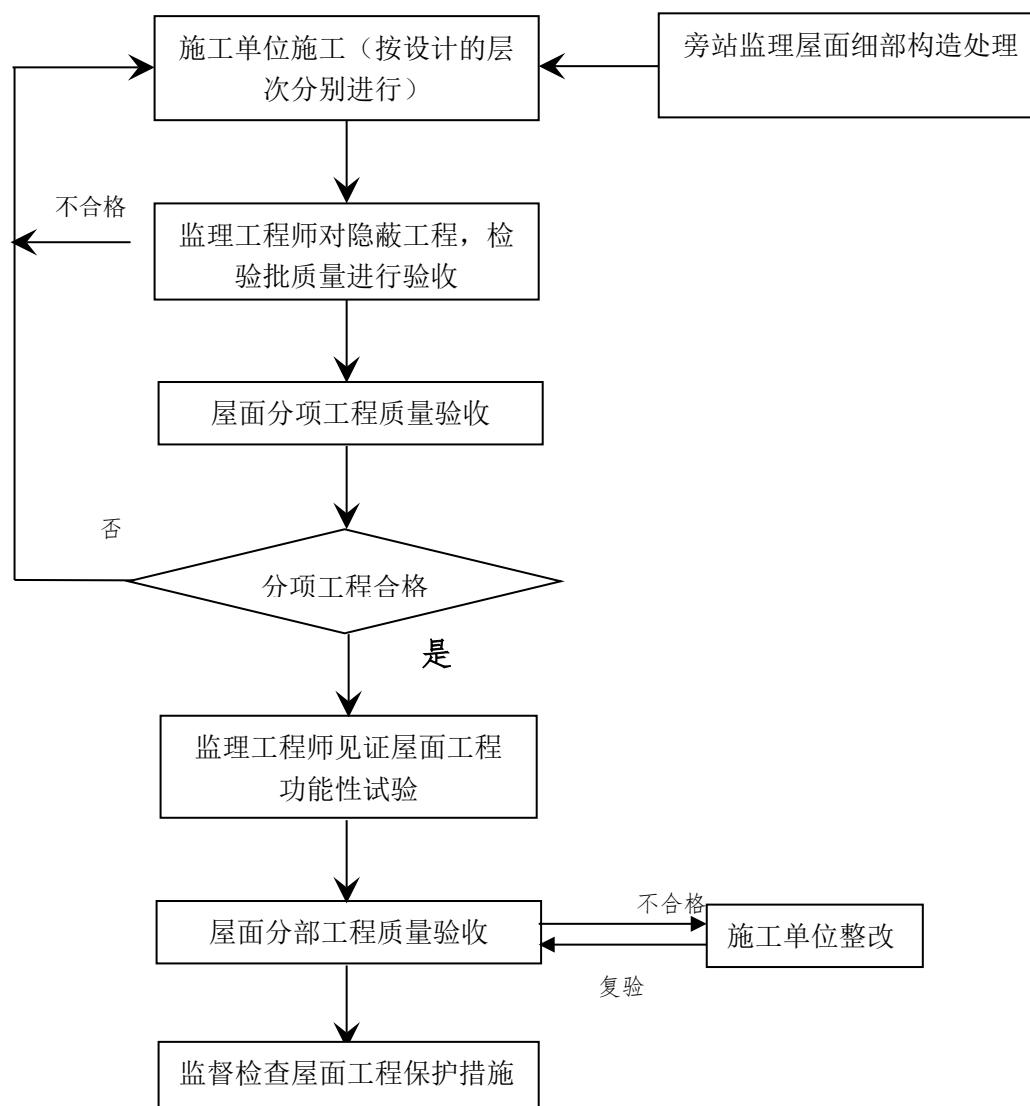 施工单位施工（按设计的层
次分别进行）
旁站监理屋面细部构造处理
不合格
监理工程师对隐蔽工程，检
验批质量进行验收
屋面分项工程质量验收
否
分项工程合格
是
监理工程师见证屋面工程
功能性试验
屋面分部工程质量验收
不合格
施工单位整改
复验
监督检查屋面工程保护措施